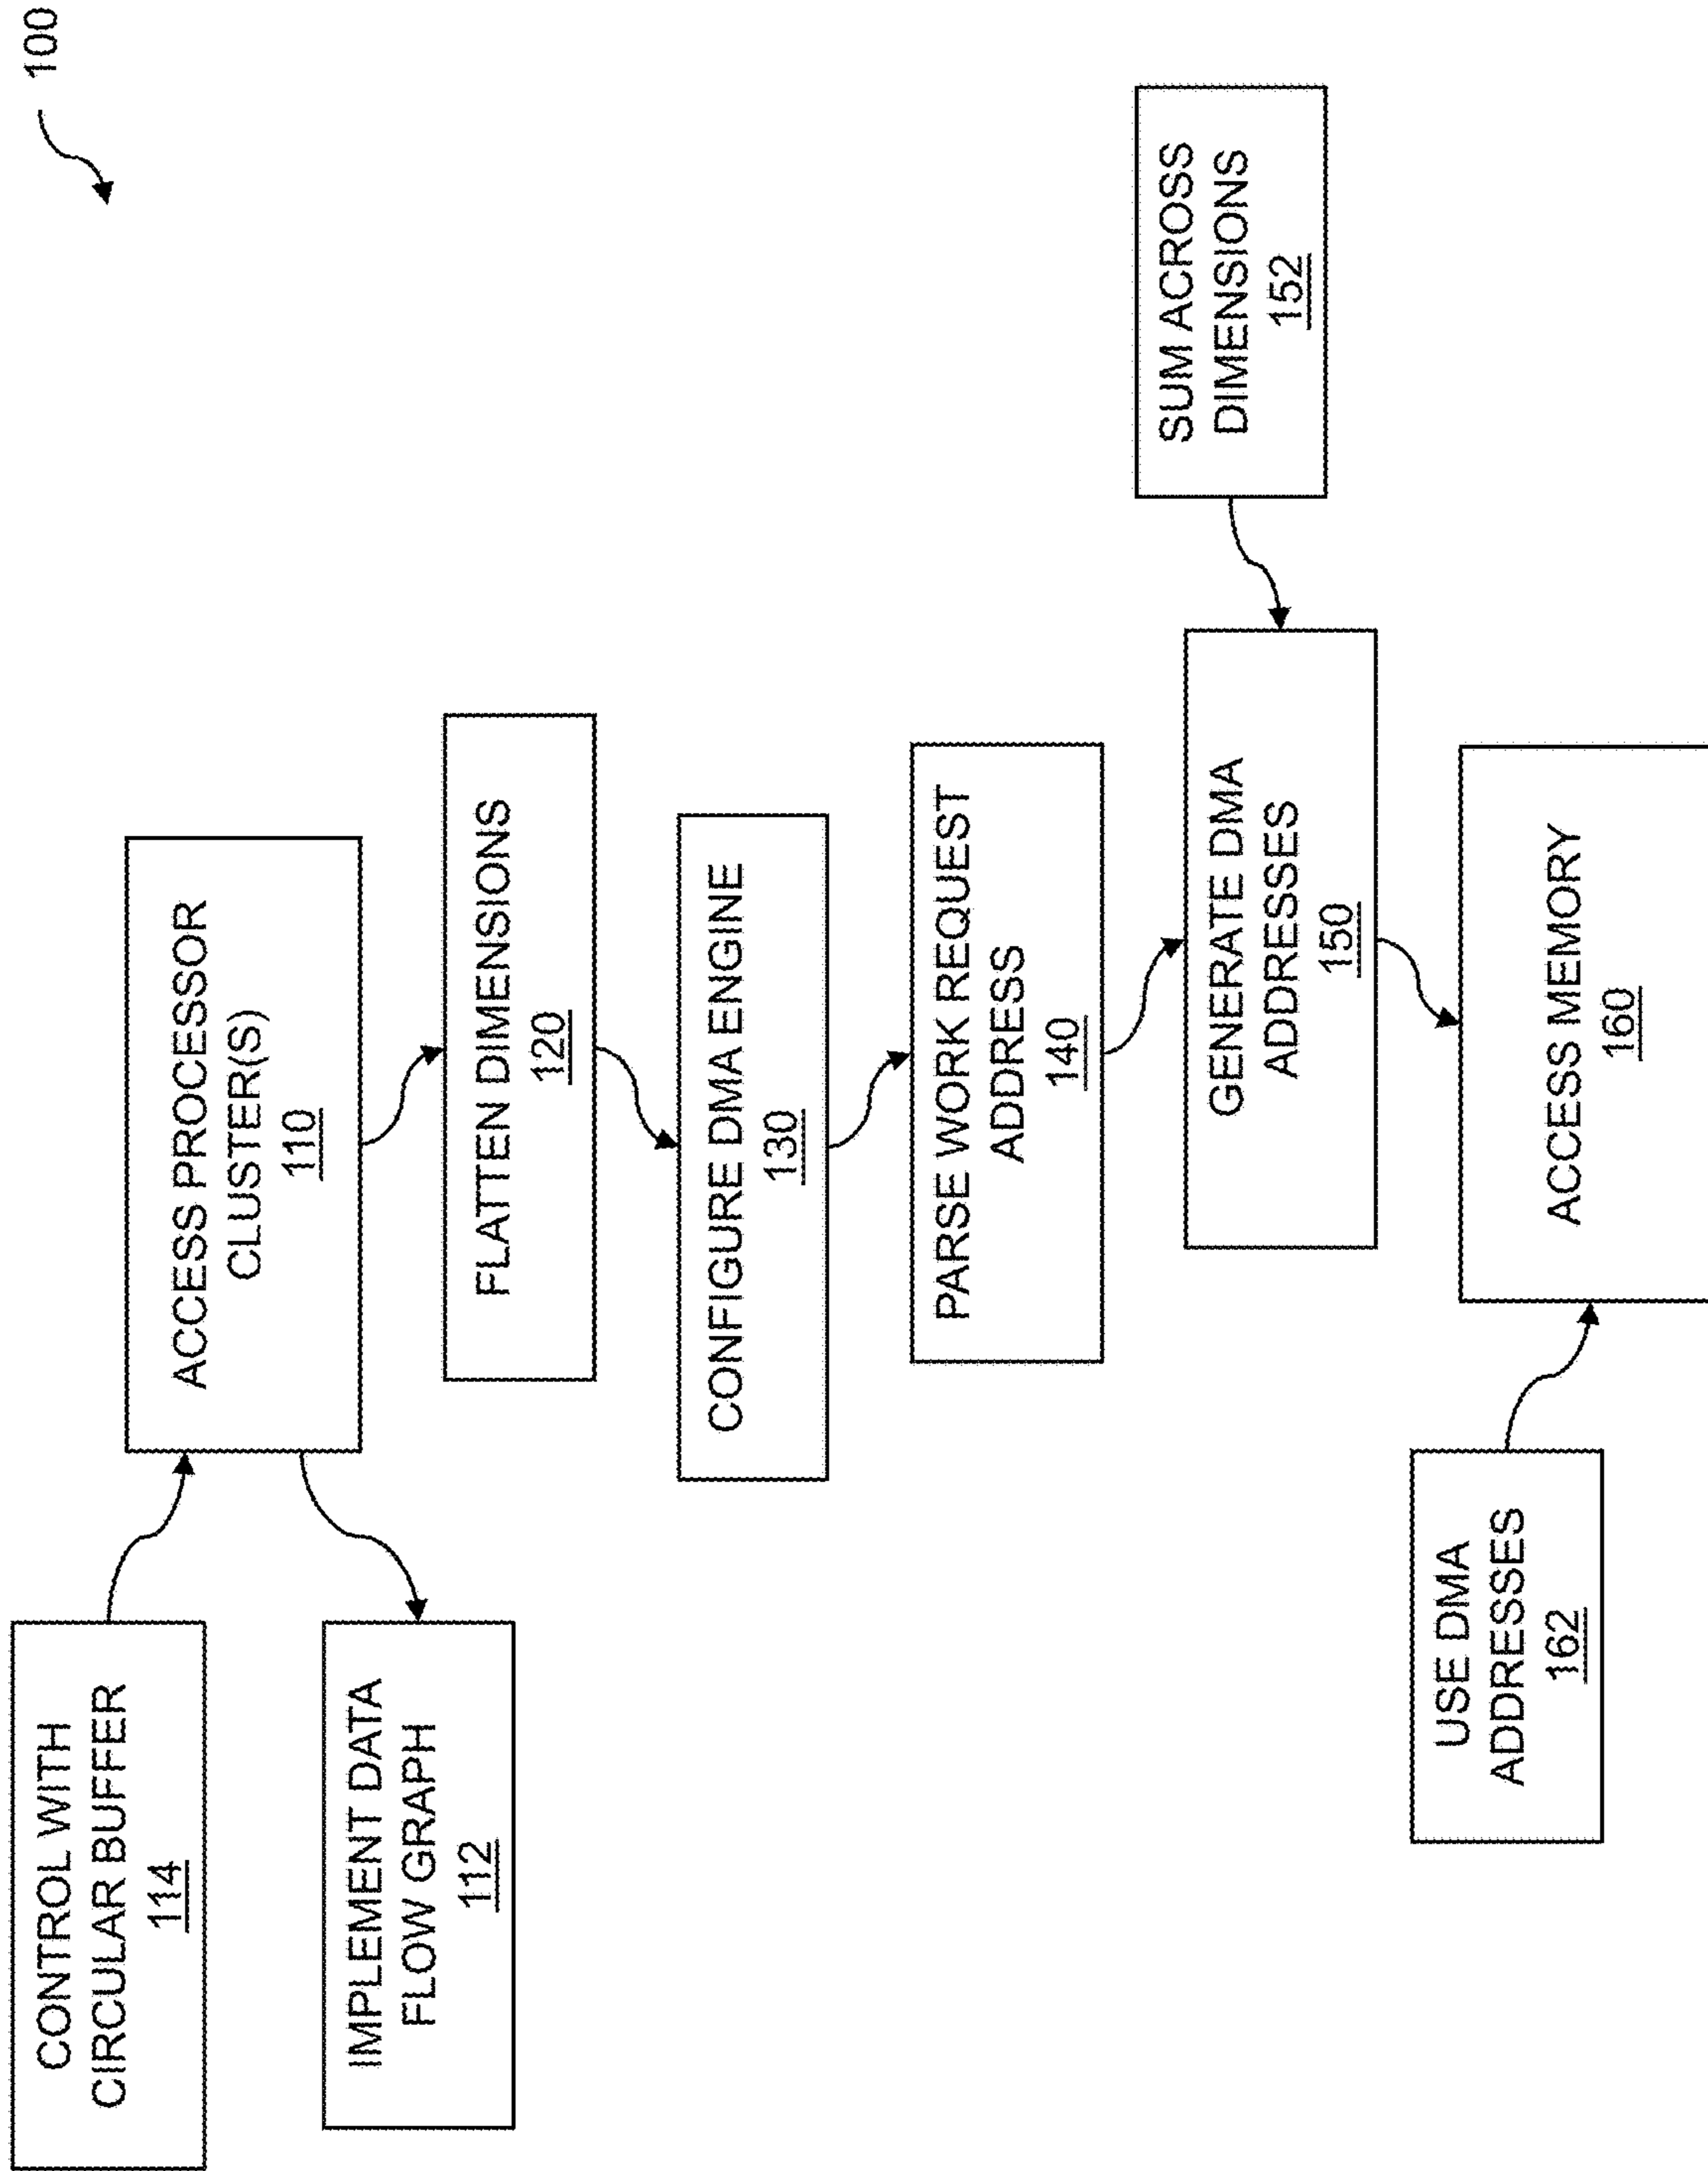 100
CONTROL WITH
CIRCULAR BUFFER
114
ACCESS PROCESSOR
CLUSTER(S)
110
IMPLEMENT DATA
FLOW GRAPH
112
FLATTEN DIMENSIONS
120
CONFIGURE DMA ENGINE
130
PARSE WORK REQUEST
ADDRESS
140
SUM ACROSS
DIMENSIONS
152
GENERATE DMA
ADDRESSES
150
USE DMA
ADDRESSES
162
ACCESS MEMORY
160